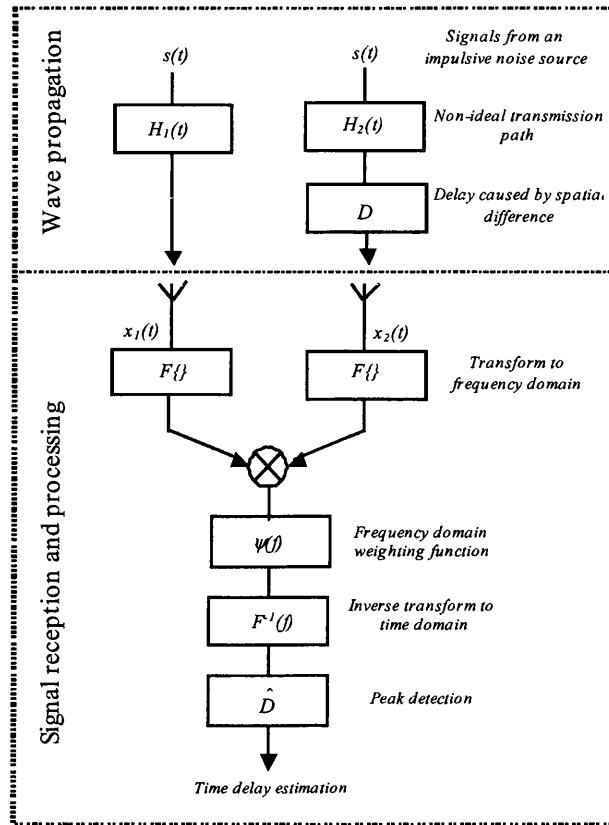 Wave propagation
s(t)
s(t)
Signals from an
impulsive noise source
H₁(t)
H₂(t)
Non-ideal transmission
path
D
Delay caused by spatial
difference
Signal reception and processing
x₁(t)
x₂(t)
F{}
F{}
Transform to
frequency domain
ψ(f)
Frequency domain
weighting function
F⁻¹(f)
Inverse transform to
time domain
D̂
Peak detection
Time delay estimation